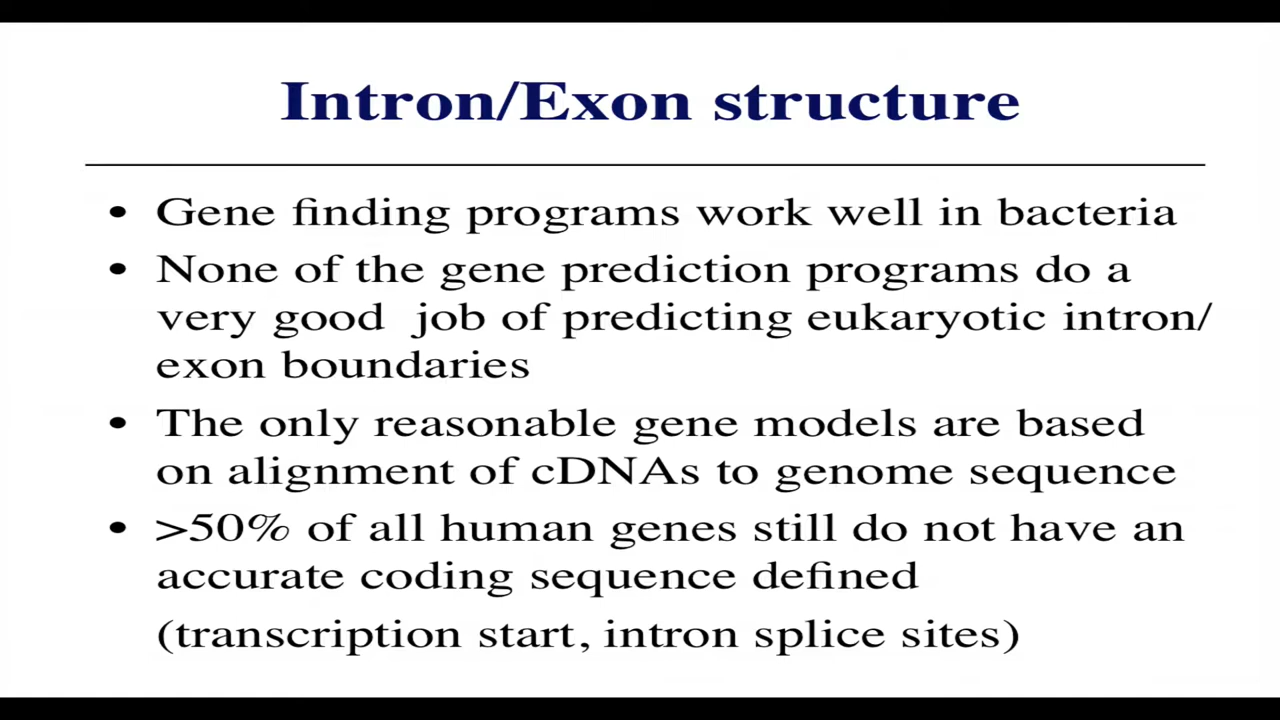 Intron/Exon structure
• Gene finding programs work well in bacteria
• None of the gene prediction programs do a
very good job of predicting eukaryotic intron/
exon boundaries
• The only reasonable gene models are based
on alignment of cDNAs to genome sequence
• >50% of all human genes still do not have an
accurate coding sequence defined
(transcription start, intron splice sites)